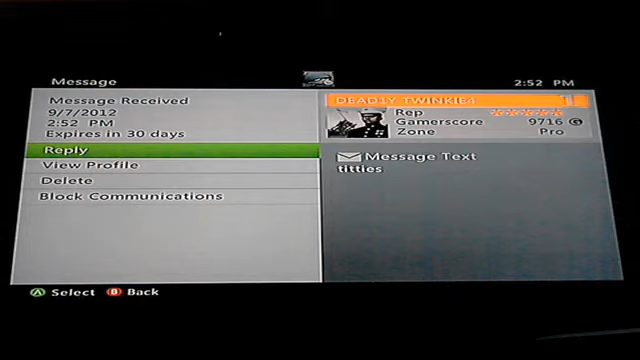 Message
2:52 PM
Message Received
9/7/2012
2:52 PM
Expires in 30 days
Reply
View Profile
Delete
Block Communications
DEAD1Y TWINKIE4
Rep
Gamerscore 9716 G
Zone Pro
Message Text
titties
A Select B Back